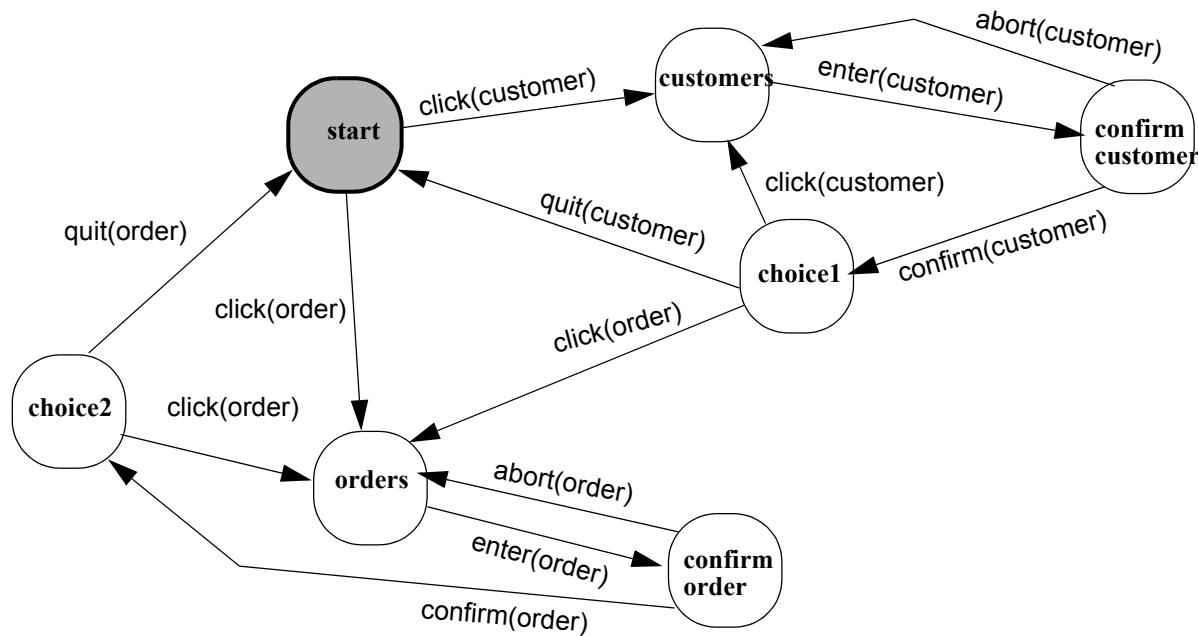 abort(customer)
customers
enter(customer)
click(customer)
start
confirm
customer
click(customer)
quit(customer)
quit(order)
choice1
confirm(customer)
click(order)
click(order)
choice2
click(order)
orders
abort(order)
enter(order)
confirm
order
confirm(order)